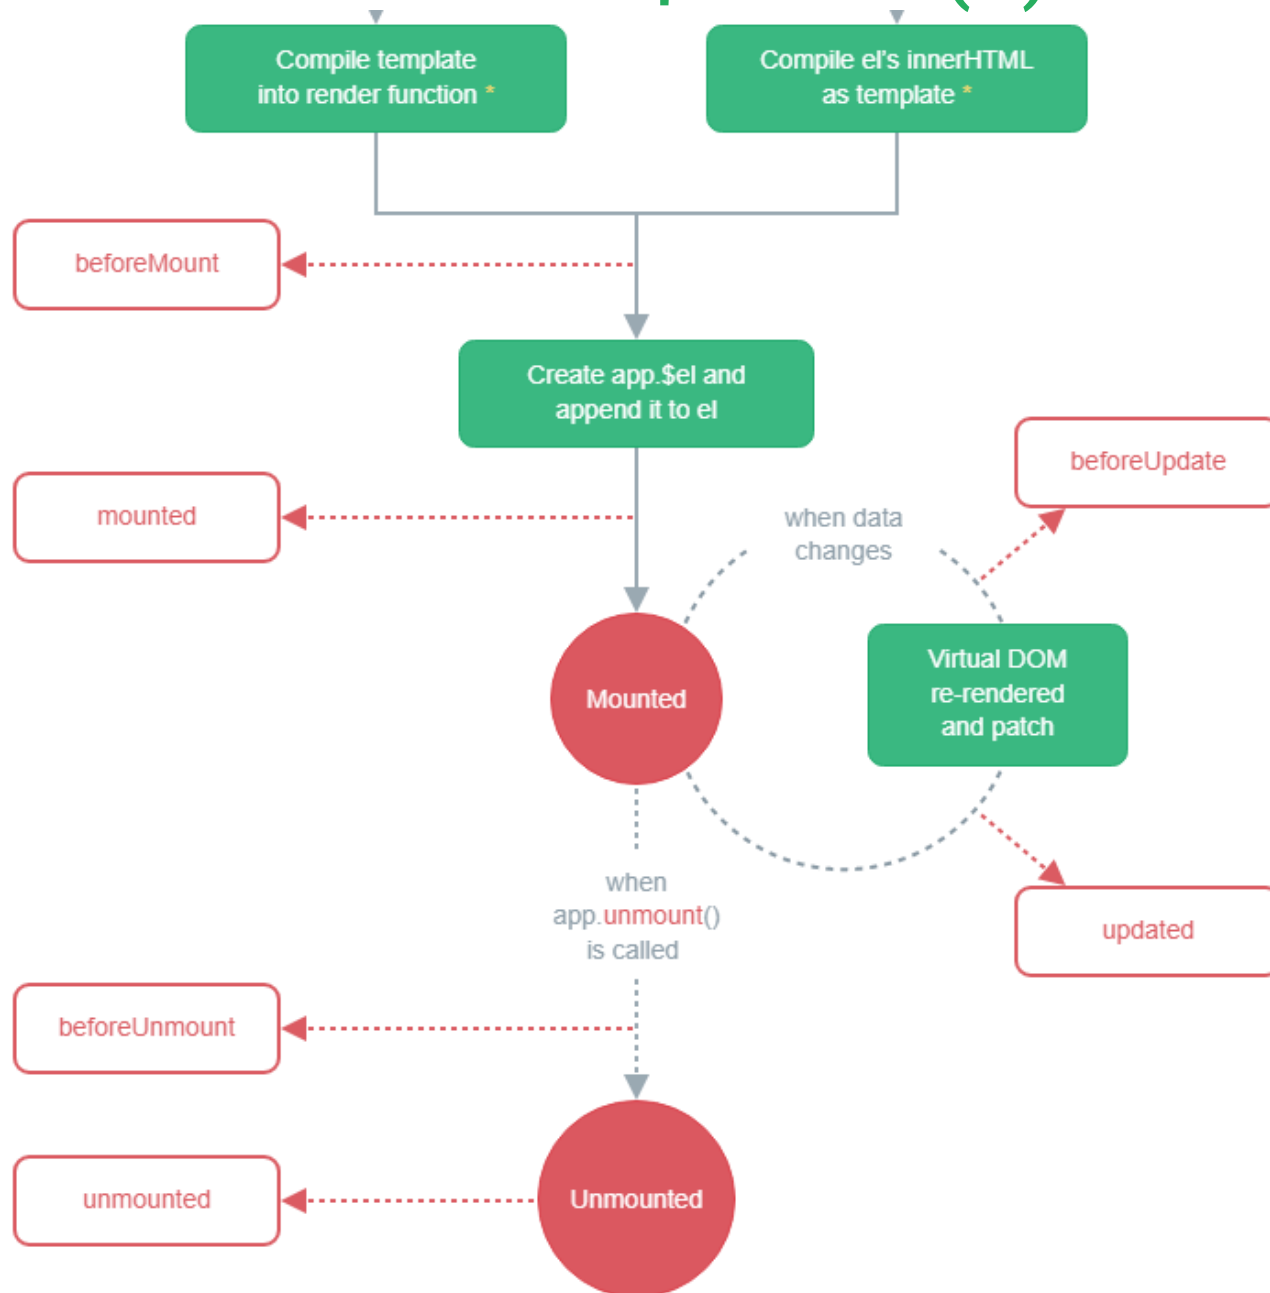 Compile template
into render function *
Compile el's innerHTML
as template *
beforeMount
Create app.$el and
append it to el
beforeUpdate
mounted
when data
changes
Virtual DOM
re-rendered
and patch
Mounted
when
app.unmount()
is called
updated
beforeUnmount
unmounted
Unmounted